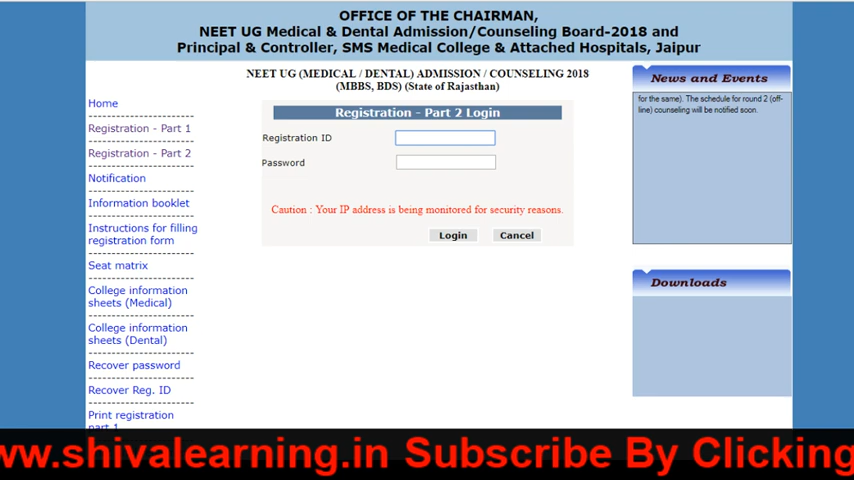 OFFICE OF THE CHAIRMAN,
NEET UG Medical & Dental Admission/Counseling Board-2018 and
Principal & Controller, SMS Medical College & Attached Hospitals, Jaipur
NEET UG (MEDICAL / DENTAL) ADMISSION / COUNSELING 2018
(MBBS, BDS) (State of Rajasthan)
Home
Registration - Part 1
Registration - Part 2
Notification
Information booklet
Instructions for filling
registration form
Seat matrix
College information
sheets (Medical)
College information
sheets (Dental)
Recover password
Recover Reg. ID
Print registration
part 1
Registration - Part 2 Login
Registration ID
Password
Caution : Your IP address is being monitored for security reasons.
Login Cancel
News and Events
for the same). The schedule for round 2 (off-
line) counseling will be notified soon.
Downloads
ww.shivalearning.in Subscribe By Clicking